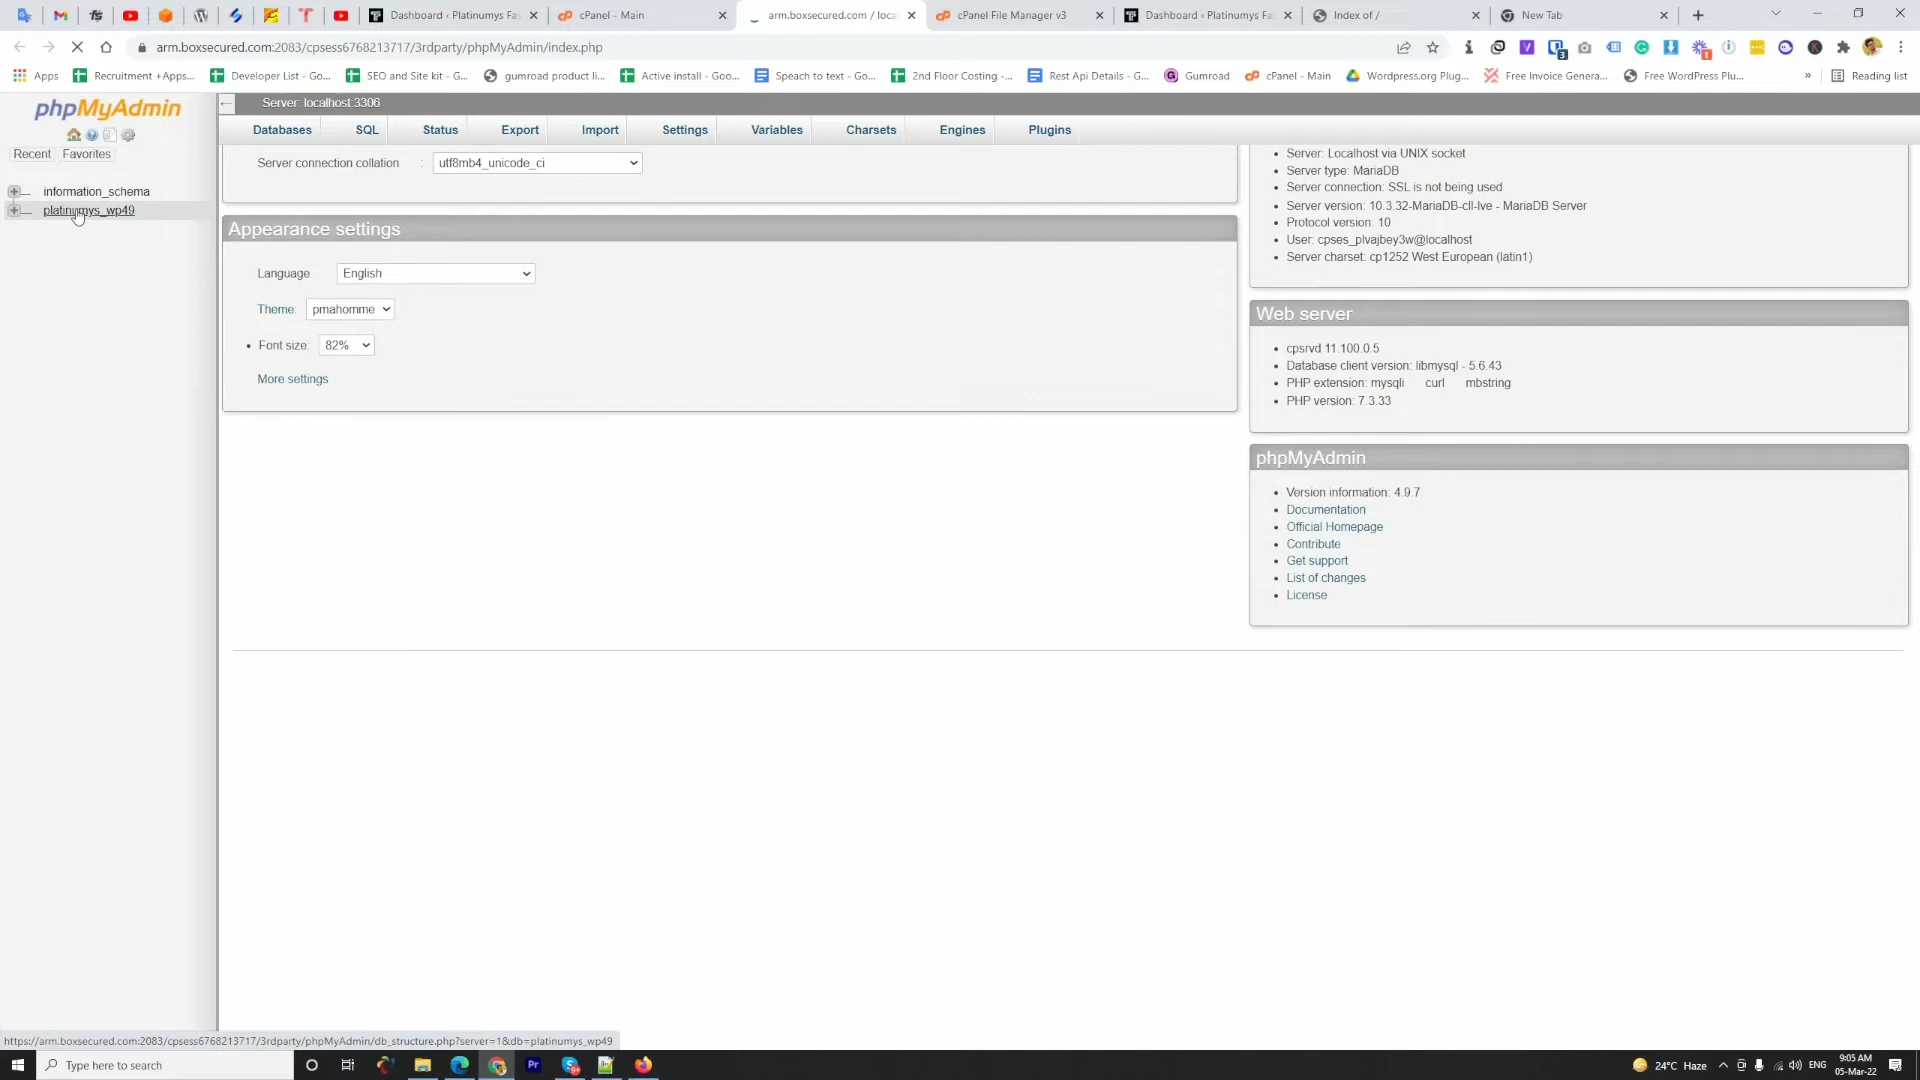 Dashboard ‹ Platinumys Fas
cPanel - Main
arm.boxsecured.com / loca
cPanel File Manager v3
Dashboard ‹ Platinumys Fa
Index of /
New Tab
arm.boxsecured.com:2083/cpsess6768213717/3rdparty/phpMyAdmin/index.php
Apps
Recruitment +Apps...
Developer List - Go...
SEO and Site kit - G...
gumroad product li...
Active install - Goo...
Speach to text - Go...
2nd Floor Costing -...
Rest Api Details - G...
Gumroad
cPanel - Main
Wordpress.org Plug...
Free Invoice Genera...
Free WordPress Plu...
»
Reading list
phpMyAdmin
Recent Favorites
information_schema
platinumys_wp49
Server: localhost:3306
Databases SQL Status Export Import Settings Variables Charsets Engines Plugins
Server connection collation : utf8mb4_unicode_ci
Appearance settings
Language English
Theme: pmahomme
• Font size: 82%
More settings
• Server: Localhost via UNIX socket
• Server type: MariaDB
• Server connection: SSL is not being used
• Server version: 10.3.32-MariaDB-cll-lve - MariaDB Server
• Protocol version: 10
• User: cpses_plvajbey3w@localhost
• Server charset: cp1252 West European (latin1)
Web server
• cpsrvd 11.100.0.5
• Database client version: libmysql - 5.6.43
• PHP extension: mysqli curl mbstring
• PHP version: 7.3.33
phpMyAdmin
• Version information: 4.9.7
• Documentation
• Official Homepage
• Contribute
• Get support
• List of changes
• License
https://arm.boxsecured.com:2083/cpsess6768213717/3rdparty/phpMyAdmin/db_structure.php?server=1&db=platinumys_wp49
Type here to search
Pr
24°C Haze
ENG
9:05 AM
05-Mar-22